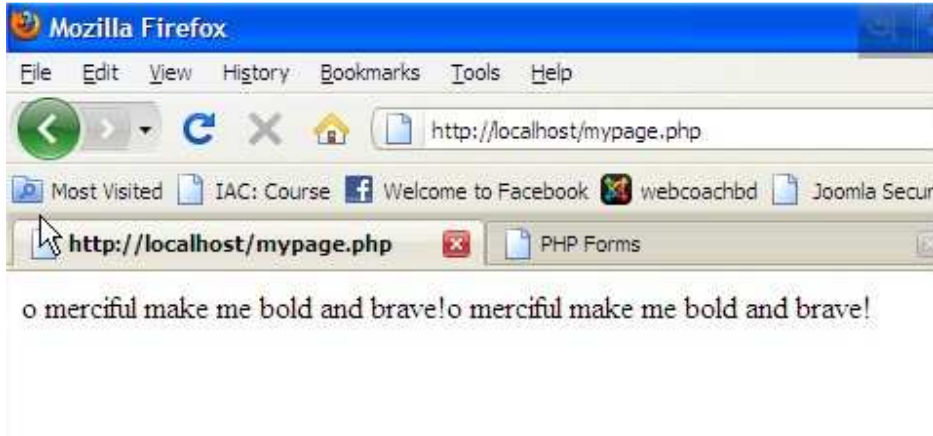 Mozilla Firefox
File Edit View History Bookmarks Tools Help
http://localhost/mypage.php
Most Visited IAC: Course Welcome to Facebook webcoachbd Joomla Secur
http://localhost/mypage.php PHP Forms
o merciful make me bold and brave!o merciful make me bold and brave!